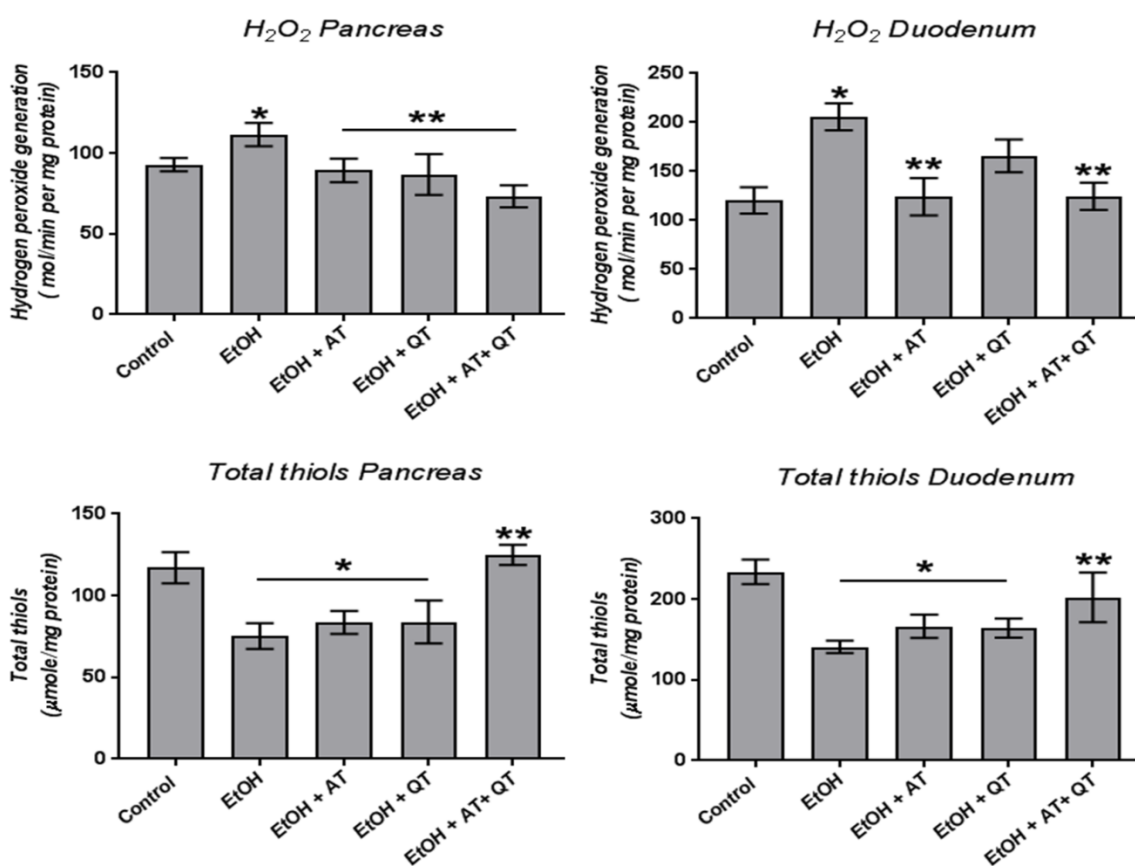 H₂O₂ Pancreas
Hydrogen peroxide generation
( mol/min per mg protein)
150
100
50
0
*
**
Control
EtOH
EtOH + AT
EtOH + QT
EtOH + AT+ QT
H₂O₂ Duodenum
Hydrogen peroxide generation
( mol/min per mg protein)
250
200
150
100
50
0
*
**
**
Control
EtOH
EtOH + AT
EtOH + QT
EtOH + AT+ QT
Total thiols Pancreas
Total thiols
(μmole/mg protein)
150
100
50
0
*
**
Control
EtOH
EtOH + AT
EtOH + QT
EtOH + AT+ QT
Total thiols Duodenum
Total thiols
(μmole/mg protein)
300
200
100
0
*
**
Control
EtOH
EtOH + AT
EtOH + QT
EtOH + AT+ QT